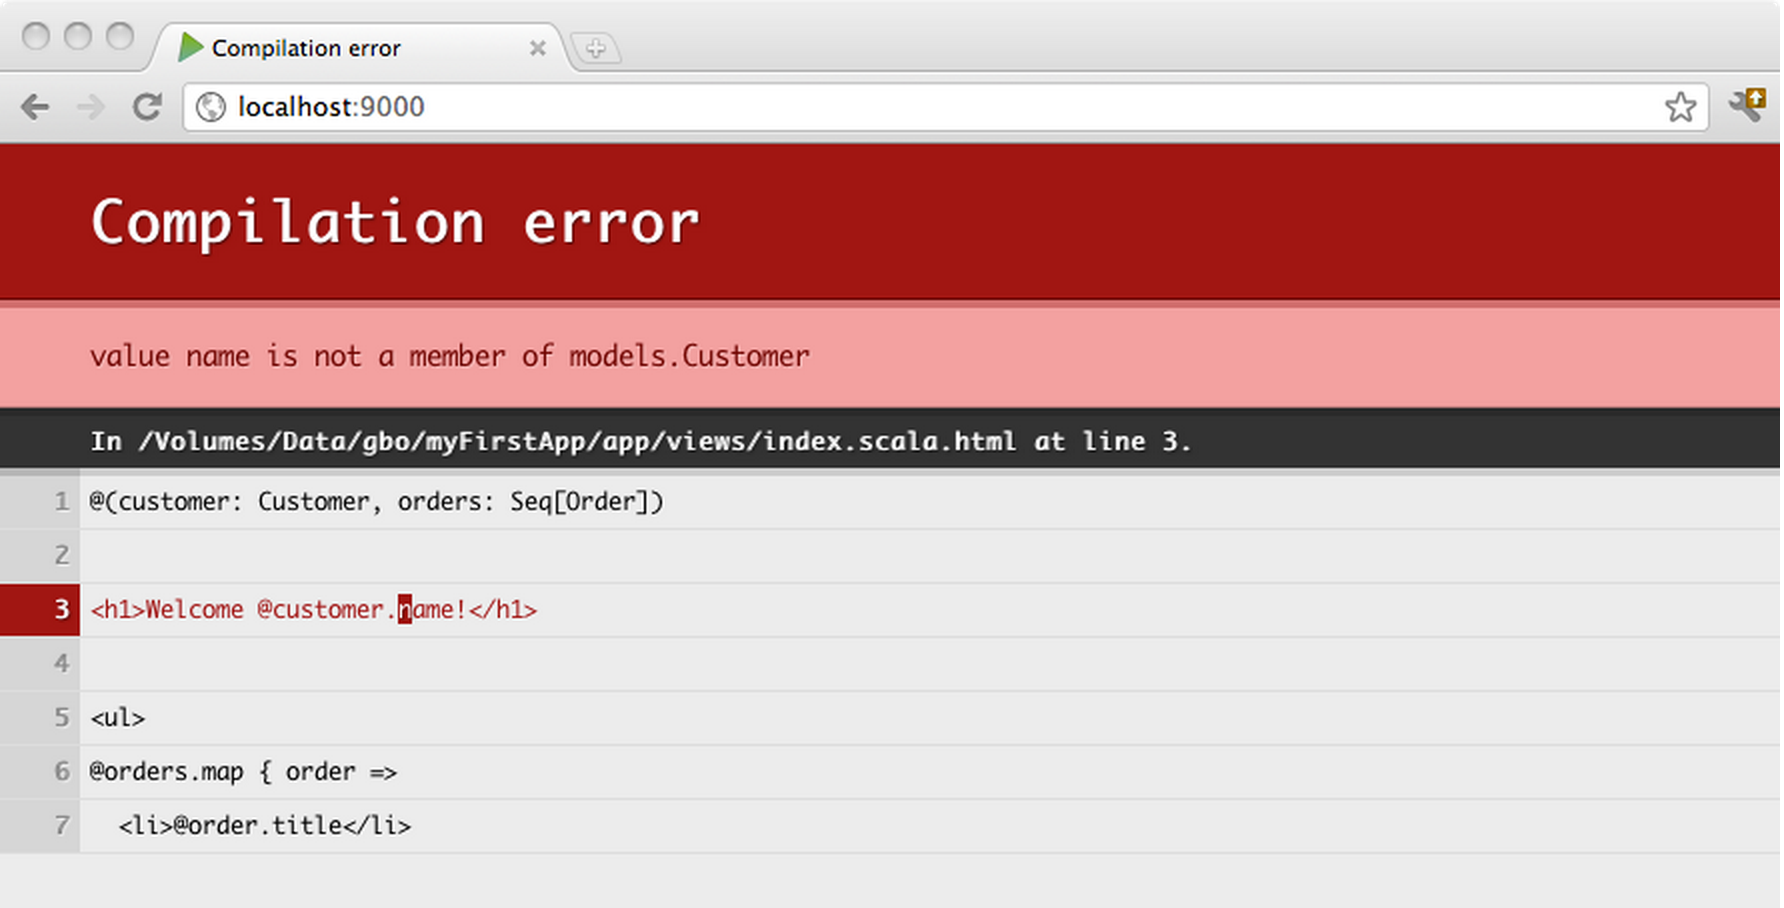 Compilation error
localhost:9000
Compilation error
value name is not a member of models.Customer
In /Volumes/Data/gbo/myFirstApp/app/views/index.scala.html at line 3.
1 @(customer: Customer, orders: Seq[Order])
2
3 <h1>Welcome @customer.name!</h1>
4
5 <ul>
6 @orders.map { order =>
7   <li>@order.title</li>